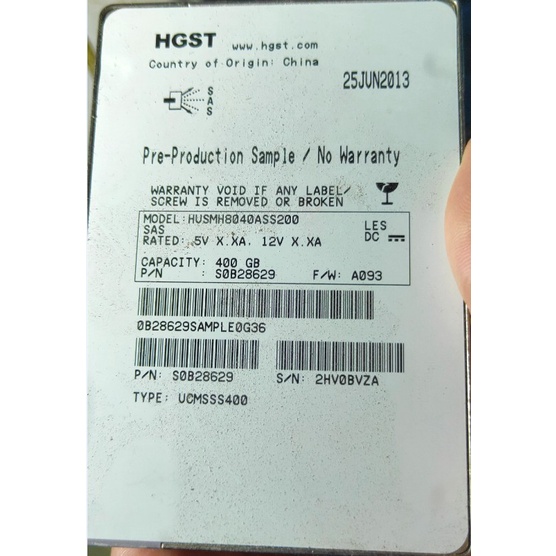 HGST www.hgst.com
Country of Origin: China
25JUN2013
S
A
S
Pre-Production Sample / No Warranty
WARRANTY VOID IF ANY LABEL/
SCREW IS REMOVED OR BROKEN
MODEL: HUSMH8040ASS200
SAS
RATED: 5V X.XA, 12V X.XA
LES
DC
CAPACITY: 400 GB
P/N : S0B28629 F/W: A093
0B28629SAMPLE0G36
P/N: S0B28629 S/N: 2HV0BVZA
TYPE: UCMSSS400